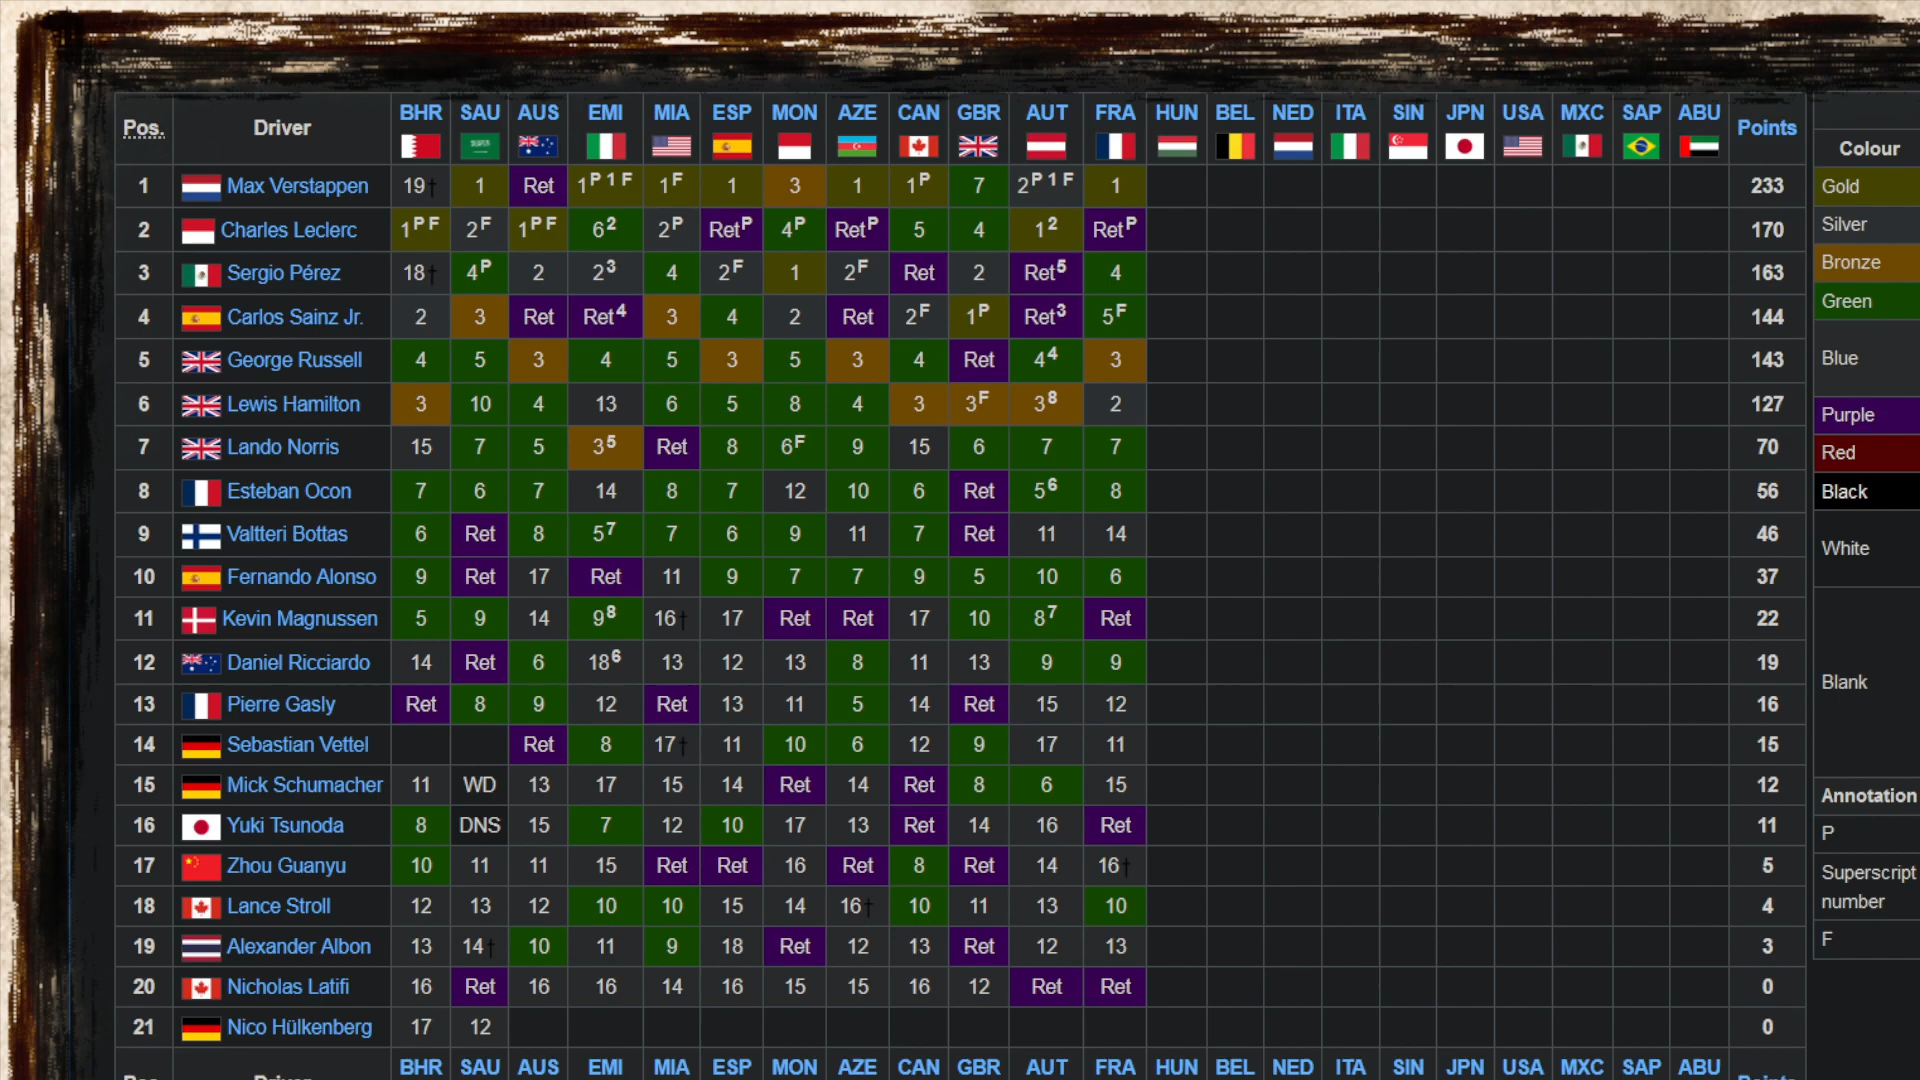 Pos. Driver BHR SAU AUS EMI MIA ESP MON AZE CAN GBR AUT FRA HUN BEL NED ITA SIN JPN USA MXC SAP ABU Points
1 Max Verstappen 19† 1 Ret 1P 1 F 1F 1 3 1 1P 7 2P 1 F 1 233
2 Charles Leclerc 1P F 2F 1P F 62 2P RetP 4P RetP 5 4 12 RetP 170
3 Sergio Pérez 18† 4P 2 23 4 2F 1 2F Ret 2 Ret5 4 163
4 Carlos Sainz Jr. 2 3 Ret Ret4 3 4 2 Ret 2F 1P Ret3 5F 144
5 George Russell 4 5 3 4 5 3 5 3 4 Ret 44 3 143
6 Lewis Hamilton 3 10 4 13 6 5 8 4 3 3F 38 2 127
7 Lando Norris 15 7 5 35 Ret 8 6F 9 15 6 7 7 70
8 Esteban Ocon 7 6 7 14 8 7 12 10 6 Ret 56 8 56
9 Valtteri Bottas 6 Ret 8 57 7 6 9 11 7 Ret 11 14 46
10 Fernando Alonso 9 Ret 17 Ret 11 9 7 7 9 5 10 6 37
11 Kevin Magnussen 5 9 14 98 16† 17 Ret Ret 17 10 87 Ret 22
12 Daniel Ricciardo 14 Ret 6 186 13 12 13 8 11 13 9 9 19
13 Pierre Gasly Ret 8 9 12 Ret 13 11 5 14 Ret 15 12 16
14 Sebastian Vettel Ret 8 17† 11 10 6 12 9 17 11 15
15 Mick Schumacher 11 WD 13 17 15 14 Ret 14 Ret 8 6 15 12
16 Yuki Tsunoda 8 DNS 15 7 12 10 17 13 Ret 14 16 Ret 11
17 Zhou Guanyu 10 11 11 15 Ret Ret 16 Ret 8 Ret 14 16† 5
18 Lance Stroll 12 13 12 10 10 15 14 16† 10 11 13 10 4
19 Alexander Albon 13 14† 10 11 9 18 Ret 12 13 Ret 12 13 3
20 Nicholas Latifi 16 Ret 16 16 14 16 15 15 16 12 Ret Ret 0
21 Nico Hülkenberg 17 12 0
Pos. Driver BHR SAU AUS EMI MIA ESP MON AZE CAN GBR AUT FRA HUN BEL NED ITA SIN JPN USA MXC SAP ABU Points
Colour
Gold
Silver
Bronze
Green
Blue
Purple
Red
Black
White
Blank
Annotation
P
Superscript
number
F